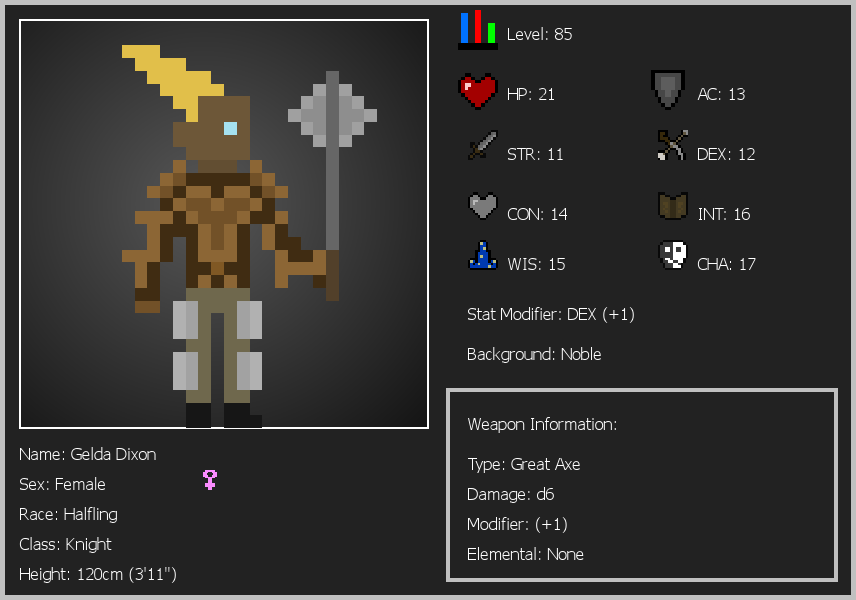 Level: 85
HP: 21
AC: 13
STR: 11
DEX: 12
CON: 14
INT: 16
WIS: 15
CHA: 17
Stat Modifier: DEX (+1)
Background: Noble
Weapon Information:
Type: Great Axe
Damage: d6
Modifier: (+1)
Elemental: None
Name: Gelda Dixon
Sex: Female
Race: Halfling
Class: Knight
Height: 120cm (3'11")